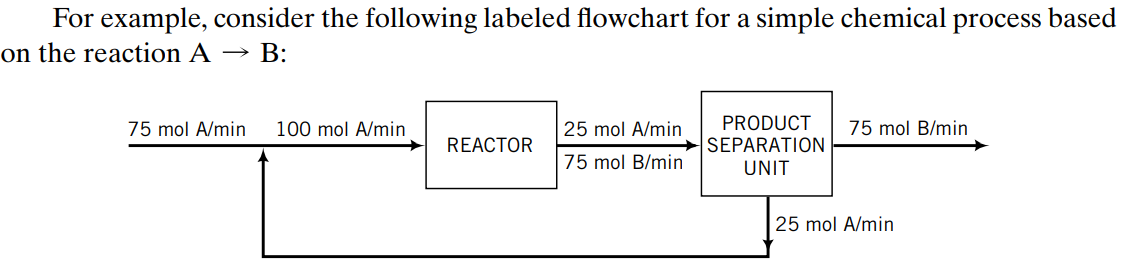 For example, consider the following labeled flowchart for a simple chemical process based
on the reaction A → B:
75 mol A/min
100 mol A/min
REACTOR
25 mol A/min
75 mol B/min
PRODUCT
SEPARATION
UNIT
75 mol B/min
25 mol A/min